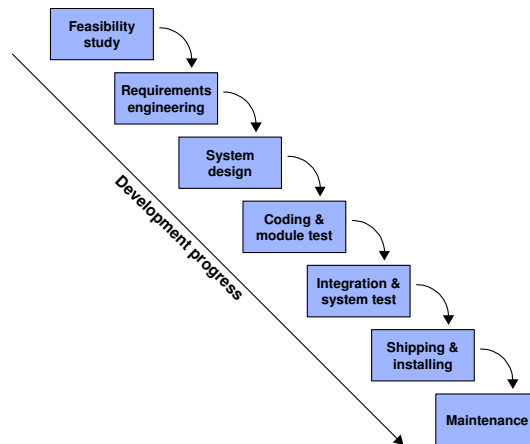 Feasibility
study
Requirements
engineering
System
design
Coding &
module test
Integration &
system test
Shipping &
installing
Maintenance
Development progress